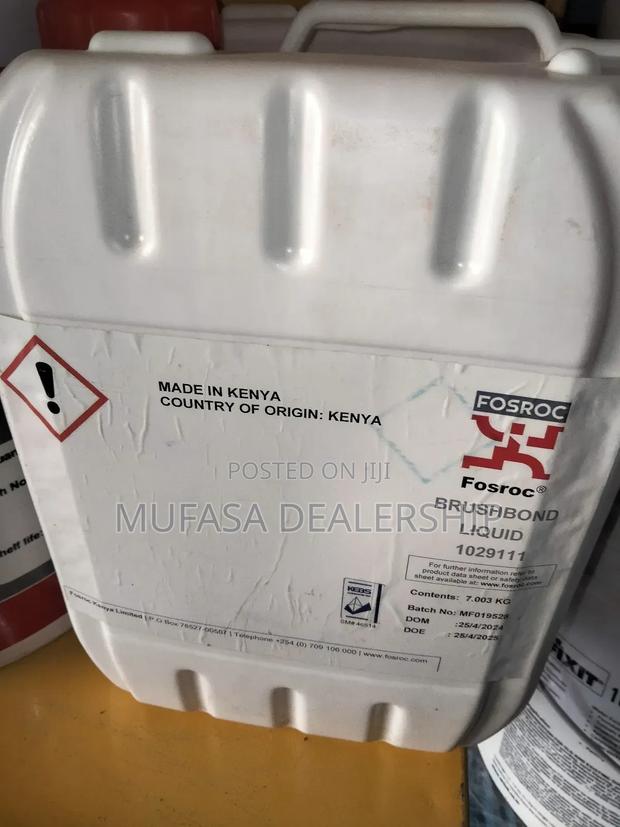 MADE IN KENYA
COUNTRY OF ORIGIN: KENYA
FOSROC
Fosroc®
BRUSHBOND
LIQUID
1029111
For further information refer to
product data sheet or safety data
sheet available at: www.fosroc.com
Contents: 7.003 KG
Batch No: MF019528
DOM :25/4/2024
DOE :25/4/2025
KEBS
SM# 46514
Fosroc Kenya Limited | P O Box 78527-00507 | Telephone +254 (0) 709 106 000 | www.fosroc.com
POSTED ON JIJI
MUFASA DEALERSHIP
FIXIT